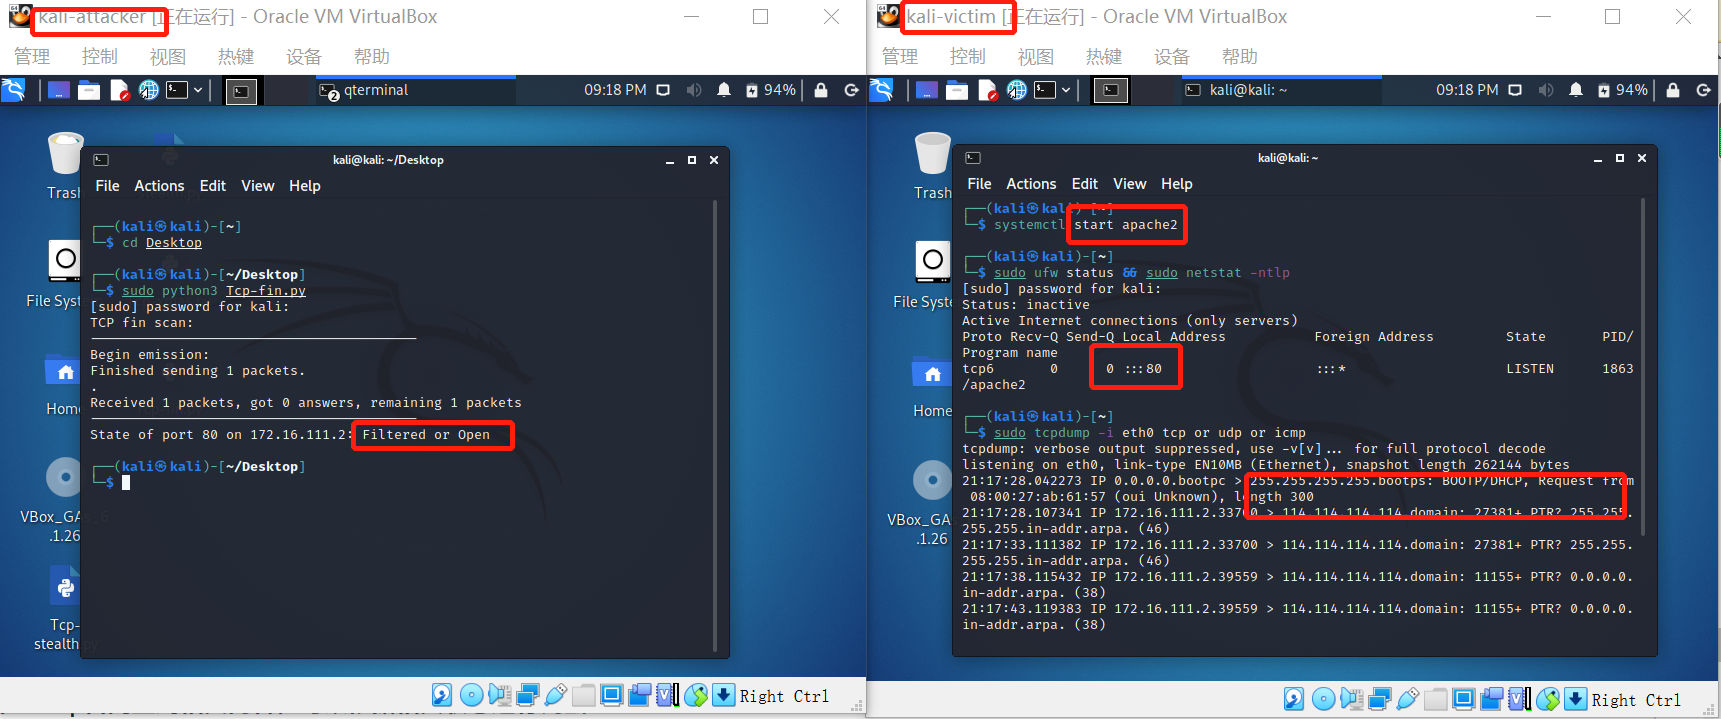 kali-attacker [正在运行] - Oracle VM VirtualBox
管理 控制 视图 热键 设备 帮助
qterminal
09:18 PM 94%
Trash
File Syst
Home
VBox_GAs_6
.1.26
Tcp-
stealth.py
kali@kali: ~/Desktop
File Actions Edit View Help
┌──(kali㉿kali)-[~]
└─$ cd Desktop
┌──(kali㉿kali)-[~/Desktop]
└─$ sudo python3 Tcp-fin.py
[sudo] password for kali:
TCP fin scan:
Begin emission:
Finished sending 1 packets.
.
Received 1 packets, got 0 answers, remaining 1 packets
State of port 80 on 172.16.111.2: Filtered or Open
┌──(kali㉿kali)-[~/Desktop]
└─$
Right Ctrl
kali-victim [正在运行] - Oracle VM VirtualBox
管理 控制 视图 热键 设备 帮助
kali@kali: ~
09:18 PM 94%
Trash
File Syst
Home
VBox_GA
.1.26
kali@kali: ~
File Actions Edit View Help
┌──(kali㉿kali)-[~]
└─$ systemctl start apache2
┌──(kali㉿kali)-[~]
└─$ sudo ufw status && sudo netstat -ntlp
[sudo] password for kali:
Status: inactive
Active Internet connections (only servers)
Proto Recv-Q Send-Q Local Address Foreign Address State PID/
Program name
tcp6 0 0 :::80 :::* LISTEN 1863
/apache2
┌──(kali㉿kali)-[~]
└─$ sudo tcpdump -i eth0 tcp or udp or icmp
tcpdump: verbose output suppressed, use -v[v]... for full protocol decode
listening on eth0, link-type EN10MB (Ethernet), snapshot length 262144 bytes
21:17:28.042273 IP 0.0.0.0.bootpc > 255.255.255.255.bootps: BOOTP/DHCP, Request from
08:00:27:ab:61:57 (oui Unknown), length 300
21:17:28.107341 IP 172.16.111.2.33700 > 114.114.114.114.domain: 27381+ PTR? 255.255.
255.255.in-addr.arpa. (46)
21:17:33.111382 IP 172.16.111.2.33700 > 114.114.114.114.domain: 27381+ PTR? 255.255.
255.255.in-addr.arpa. (46)
21:17:38.115432 IP 172.16.111.2.39559 > 114.114.114.114.domain: 11155+ PTR? 0.0.0.0.
in-addr.arpa. (38)
21:17:43.119383 IP 172.16.111.2.39559 > 114.114.114.114.domain: 11155+ PTR? 0.0.0.0.
in-addr.arpa. (38)
Right Ctrl